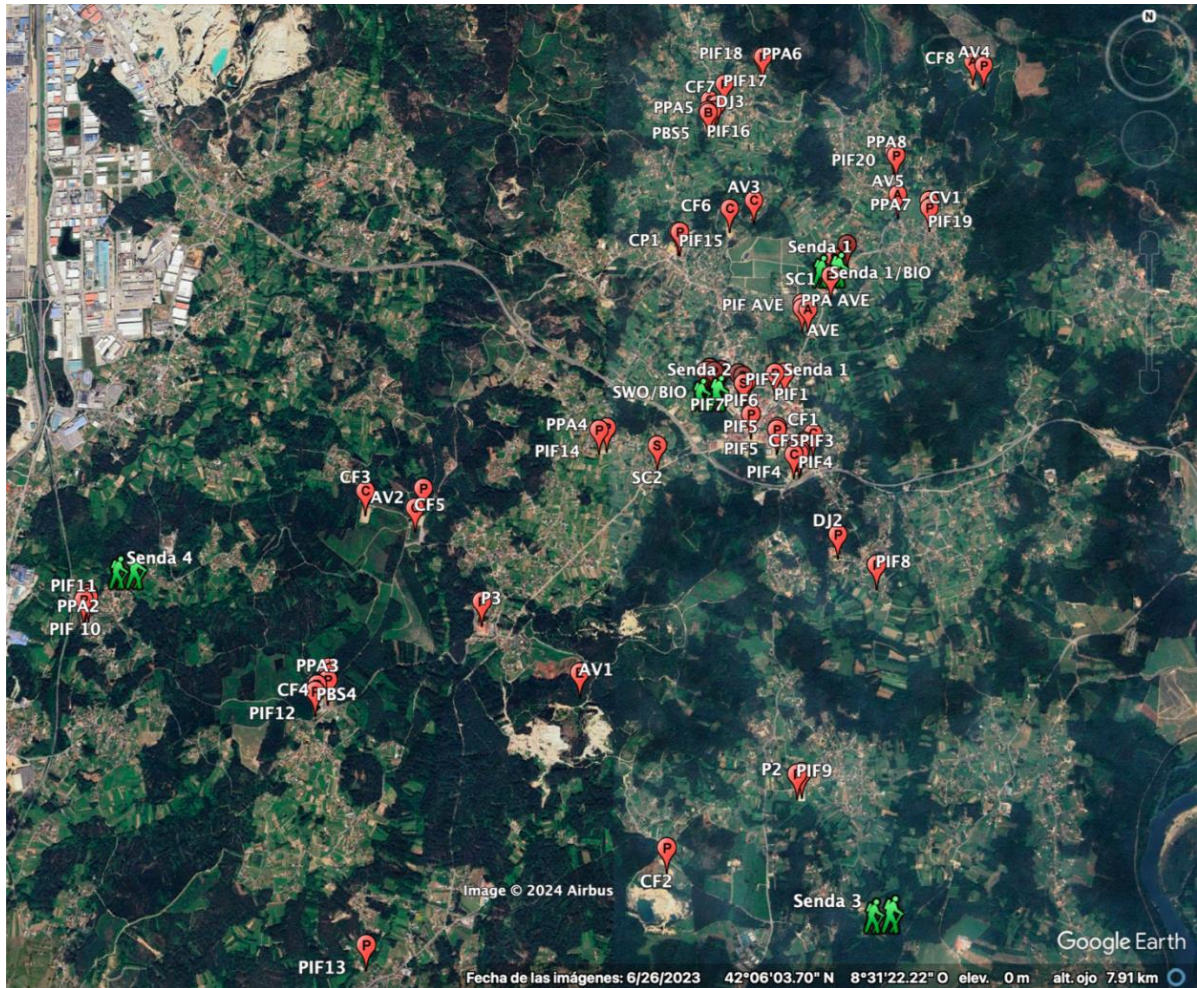 N
PIF18 PPA6
CF8 AV4
CF7 PIF17
PPA5 DJ3
PBS5 PIF16
PPA8
PIF20
AV5
PPA7
CV1
PIF19
AV3
CF6
CP1 PIF15
Senda 1
SC1 Senda 1/BIO
PIF AVE PPA AVE
AVE
Senda 2 PIF7 Senda 1
SWO/BIO PIF7 PIF6 PIF1
PIF5 CF1
PIF5 CF5 PIF3
PIF4 PIF4
PPA4
PIF14
SC2
CF3
AV2 CF5
DJ2
PIF8
Senda 4
PIF11
PPA2
PIF 10
P3
PPA3
CF4 PBS4
PIF12
AV1
P2 PIF9
CF2
Senda 3
PIF13
Image © 2024 Airbus
Google Earth
Fecha de las imágenes: 6/26/2023 42°06'03.70" N 8°31'22.22" O elev. 0 m alt. ojo 7.91 km